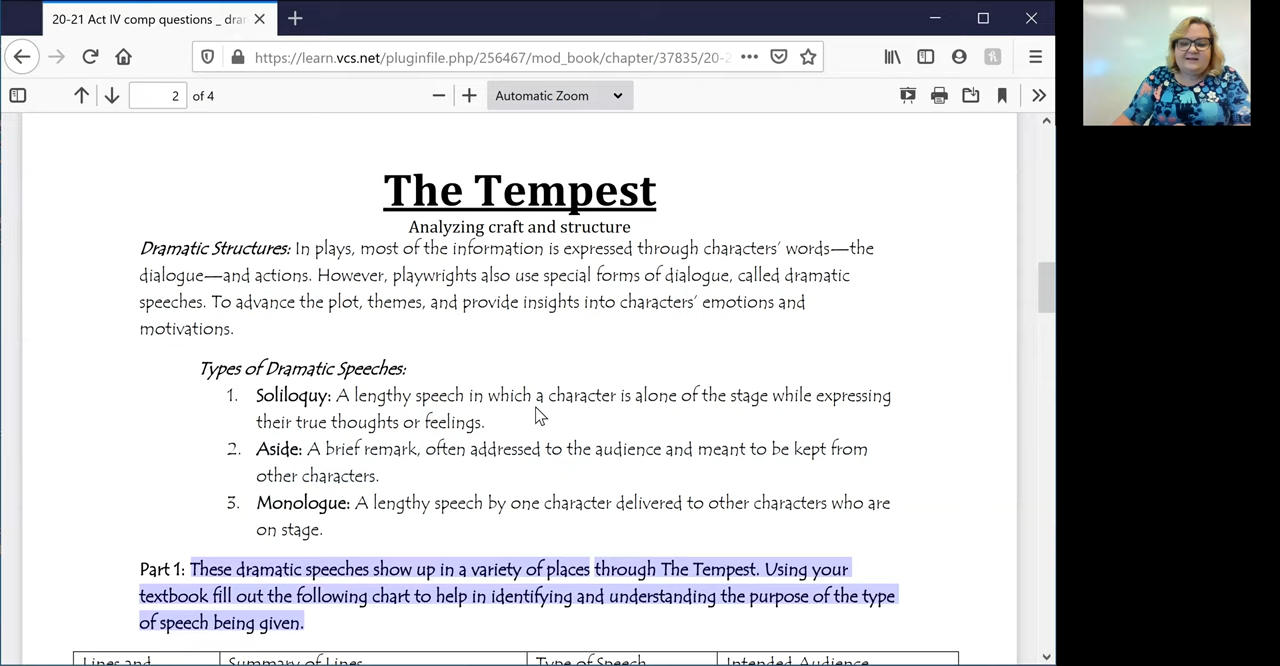 20-21 Act IV comp questions _ dra
https://learn.vcs.net/pluginfile.php/256467/mod_book/chapter/37835/20-2
2 of 4
Automatic Zoom
The Tempest
Analyzing craft and structure
Dramatic Structures: In plays, most of the information is expressed through characters' words—the
dialogue—and actions. However, playwrights also use special forms of dialogue, called dramatic
speeches. To advance the plot, themes, and provide insights into characters' emotions and
motivations.
Types of Dramatic Speeches:
1. Soliloquy: A lengthy speech in which a character is alone of the stage while expressing
their true thoughts or feelings.
2. Aside: A brief remark, often addressed to the audience and meant to be kept from
other characters.
3. Monologue: A lengthy speech by one character delivered to other characters who are
on stage.
Part 1: These dramatic speeches show up in a variety of places through The Tempest. Using your
textbook fill out the following chart to help in identifying and understanding the purpose of the type
of speech being given.
Lines and Summary of Lines Type of Speech Intended Audience